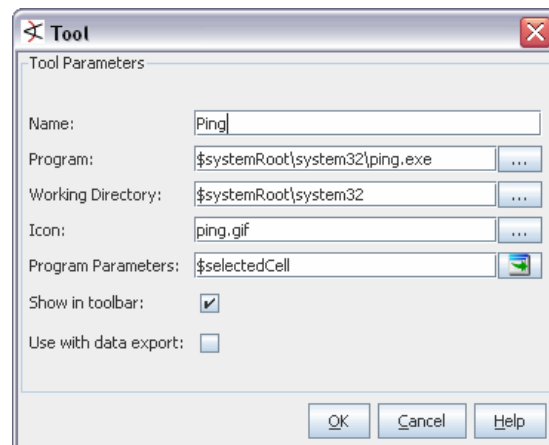 Tool
Tool Parameters
Name: Ping
Program: $systemRoot\system32\ping.exe ...
Working Directory: $systemRoot\system32 ...
Icon: ping.gif ...
Program Parameters: $selectedCell
Show in toolbar:
Use with data export:
OK Cancel Help